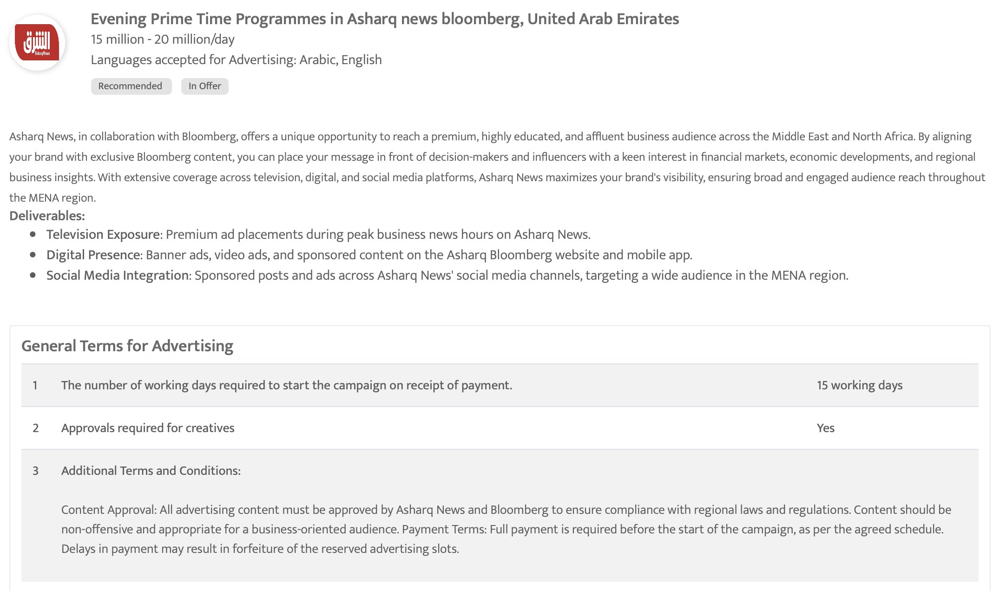 الشرق
AsharqNews
Evening Prime Time Programmes in Asharq news bloomberg, United Arab Emirates
15 million - 20 million/day
Languages accepted for Advertising: Arabic, English
Recommended
In Offer
Asharq News, in collaboration with Bloomberg, offers a unique opportunity to reach a premium, highly educated, and affluent business audience across the Middle East and North Africa. By aligning
your brand with exclusive Bloomberg content, you can place your message in front of decision-makers and influencers with a keen interest in financial markets, economic developments, and regional
business insights. With extensive coverage across television, digital, and social media platforms, Asharq News maximizes your brand's visibility, ensuring broad and engaged audience reach throughout
the MENA region.
Deliverables:
● Television Exposure: Premium ad placements during peak business news hours on Asharq News.
● Digital Presence: Banner ads, video ads, and sponsored content on the Asharq Bloomberg website and mobile app.
● Social Media Integration: Sponsored posts and ads across Asharq News' social media channels, targeting a wide audience in the MENA region.
General Terms for Advertising
1 The number of working days required to start the campaign on receipt of payment. 15 working days
2 Approvals required for creatives Yes
3 Additional Terms and Conditions:
Content Approval: All advertising content must be approved by Asharq News and Bloomberg to ensure compliance with regional laws and regulations. Content should be
non-offensive and appropriate for a business-oriented audience. Payment Terms: Full payment is required before the start of the campaign, as per the agreed schedule.
Delays in payment may result in forfeiture of the reserved advertising slots.